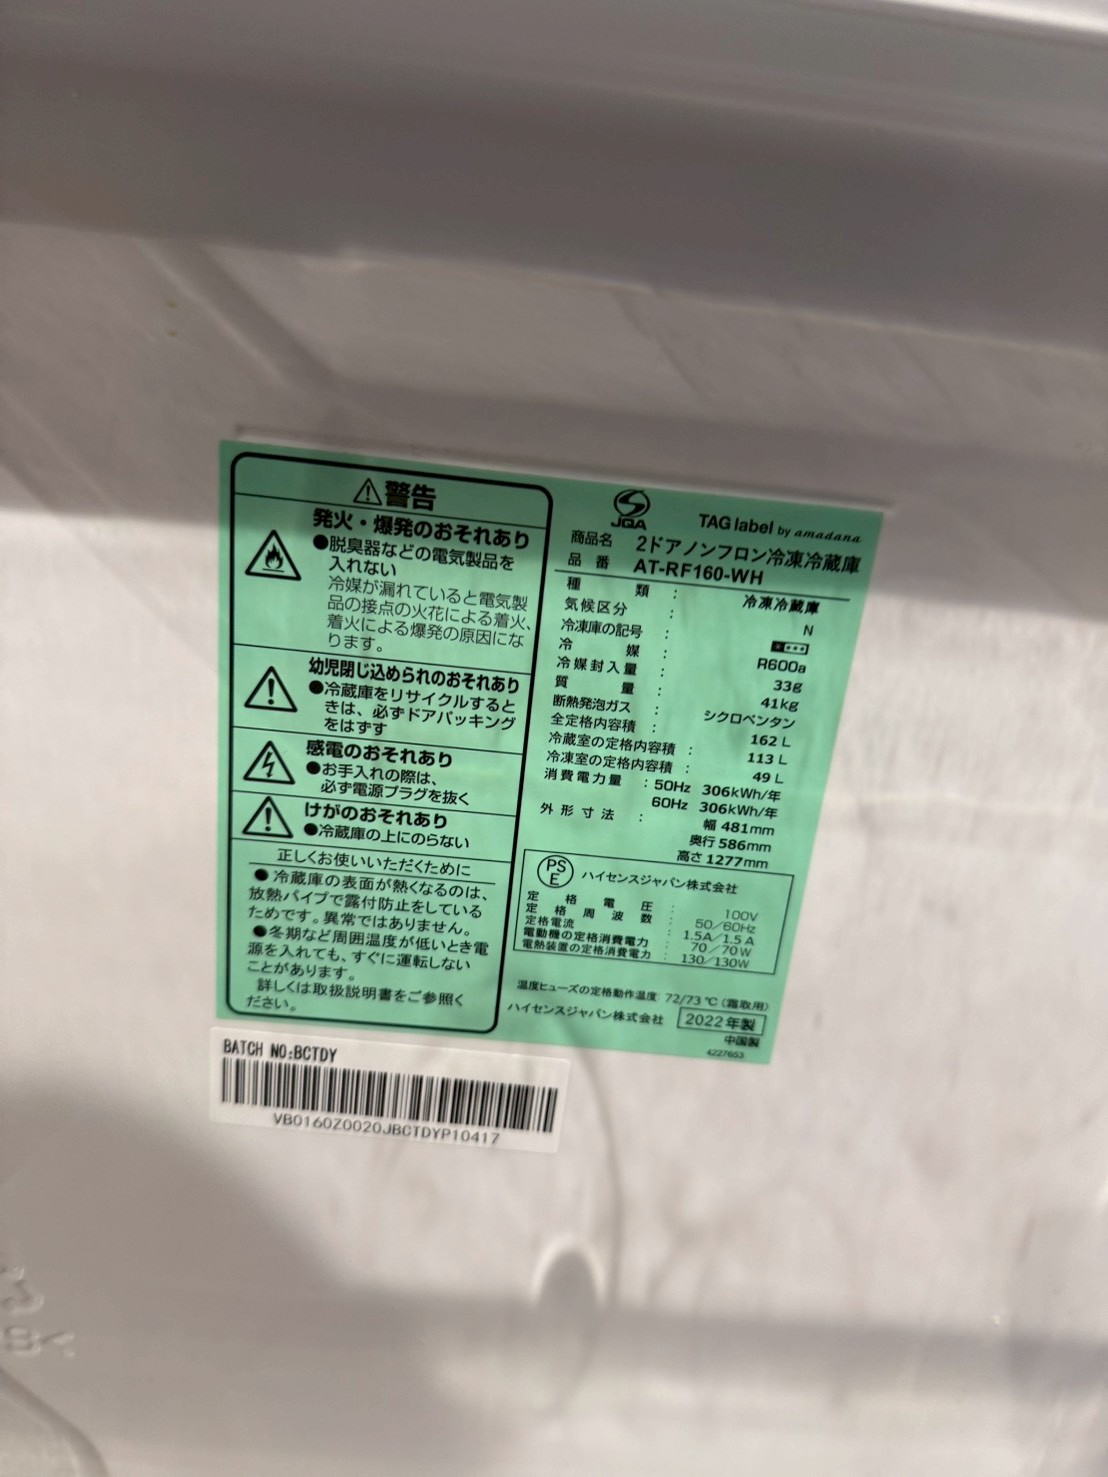 警告
発火・爆発のおそれあり
●脱臭器などの電気製品を
入れない
冷媒が漏れていると電気製
品の接点の火花による着火、
着火による爆発の原因にな
ります。
幼児閉じ込められのおそれあり
●冷蔵庫をリサイクルすると
きは、必ずドアパッキング
をはずす
感電のおそれあり
●お手入れの際は、
必ず電源プラグを抜く
けがのおそれあり
●冷蔵庫の上にのらない
正しくお使いいただくために
●冷蔵庫の表面が熱くなるのは、
放熱パイプで露付防止をしている
ためです。異常ではありません。
●冬期など周囲温度が低いとき電
源を入れても、すぐに運転しない
ことがあります。
詳しくは取扱説明書をご参照く
ださい。
JQA
TAG label by amadana
商品名 2ドアノンフロン冷凍冷蔵庫
品番 AT-RF160-WH
種類 : 冷凍冷蔵庫
気候区分 : N
冷凍庫の記号 : ****
冷媒 : R600a
冷媒封入量 : 33g
質量 : 41kg
断熱発泡ガス : シクロペンタン
全定格内容積 : 162 L
冷蔵室の定格内容積 : 113 L
冷凍室の定格内容積 : 49 L
消費電力量 : 50Hz 306kWh/年
60Hz 306kWh/年
外形寸法 : 幅 481mm
奥行 586mm
高さ 1277mm
PS
E
ハイセンスジャパン株式会社
定格電圧 : 100V
定格周波数 : 50/60Hz
定格電流 : 1.5A/1.5A
電動機の定格消費電力 : 70/70W
電熱装置の定格消費電力 : 130/130W
温度ヒューズの定格動作温度: 72/73 ℃ (霜取用)
ハイセンスジャパン株式会社 2022年製
中国製
4227653
BATCH NO:BCTDY
VB0160Z0020JBCTDYP10417